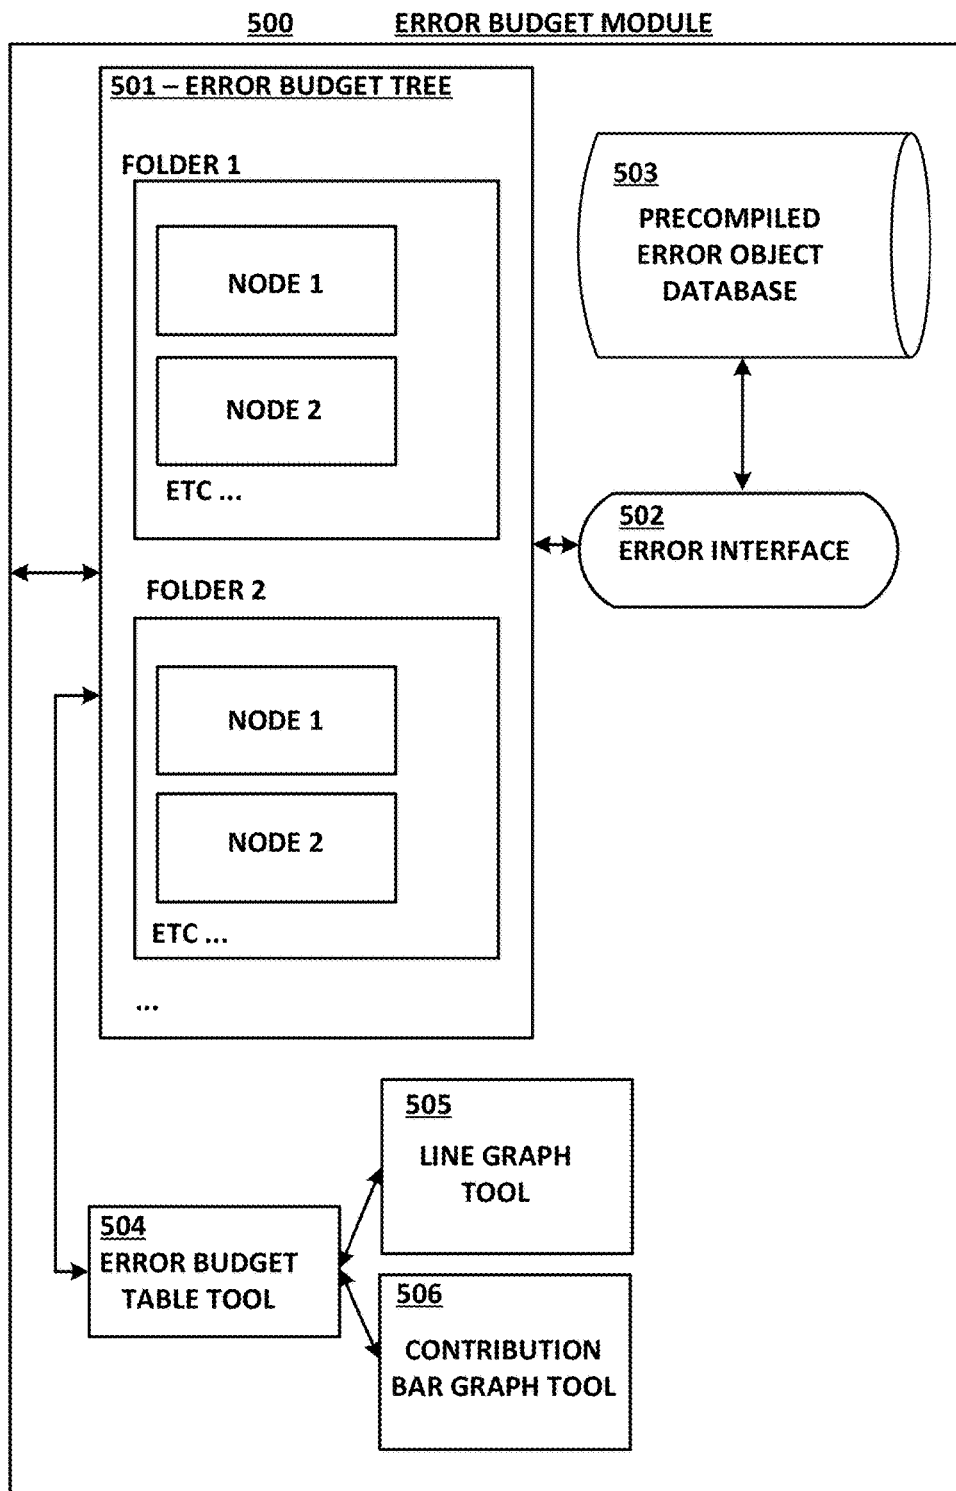 500 ERROR BUDGET MODULE
501 – ERROR BUDGET TREE
FOLDER 1
NODE 1
NODE 2
ETC ...
FOLDER 2
NODE 1
NODE 2
ETC ...
...
503
PRECOMPILED
ERROR OBJECT
DATABASE
502
ERROR INTERFACE
504
ERROR BUDGET
TABLE TOOL
505
LINE GRAPH
TOOL
506
CONTRIBUTION
BAR GRAPH TOOL